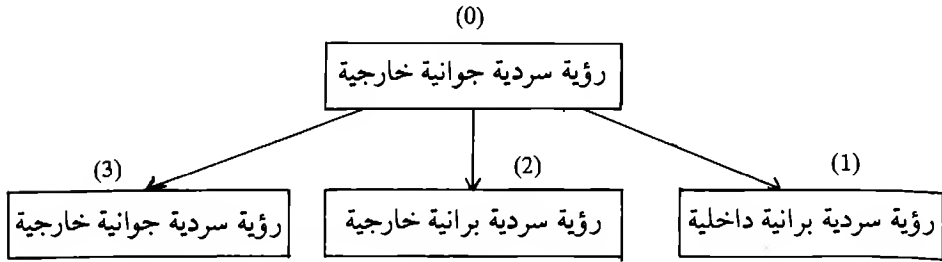 (0)
رؤية سردية جوانية خارجية
(1)
رؤية سردية برانية داخلية
(2)
رؤية سردية برانية خارجية
(3)
رؤية سردية جوانية خارجية